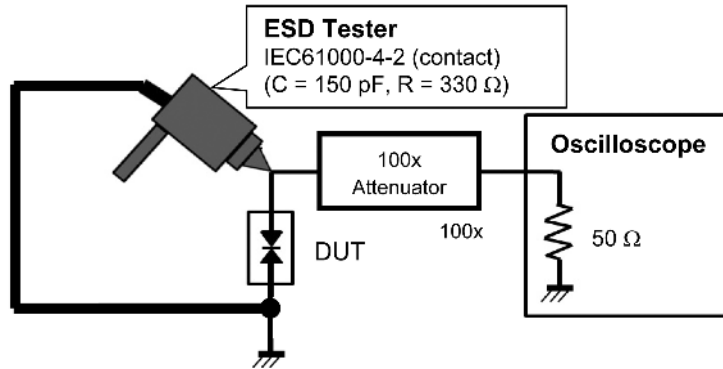 ESD Tester
IEC61000-4-2 (contact)
(C = 150 pF, R = 330 Ω)
100x
Attenuator
100x
Oscilloscope
50 Ω
DUT